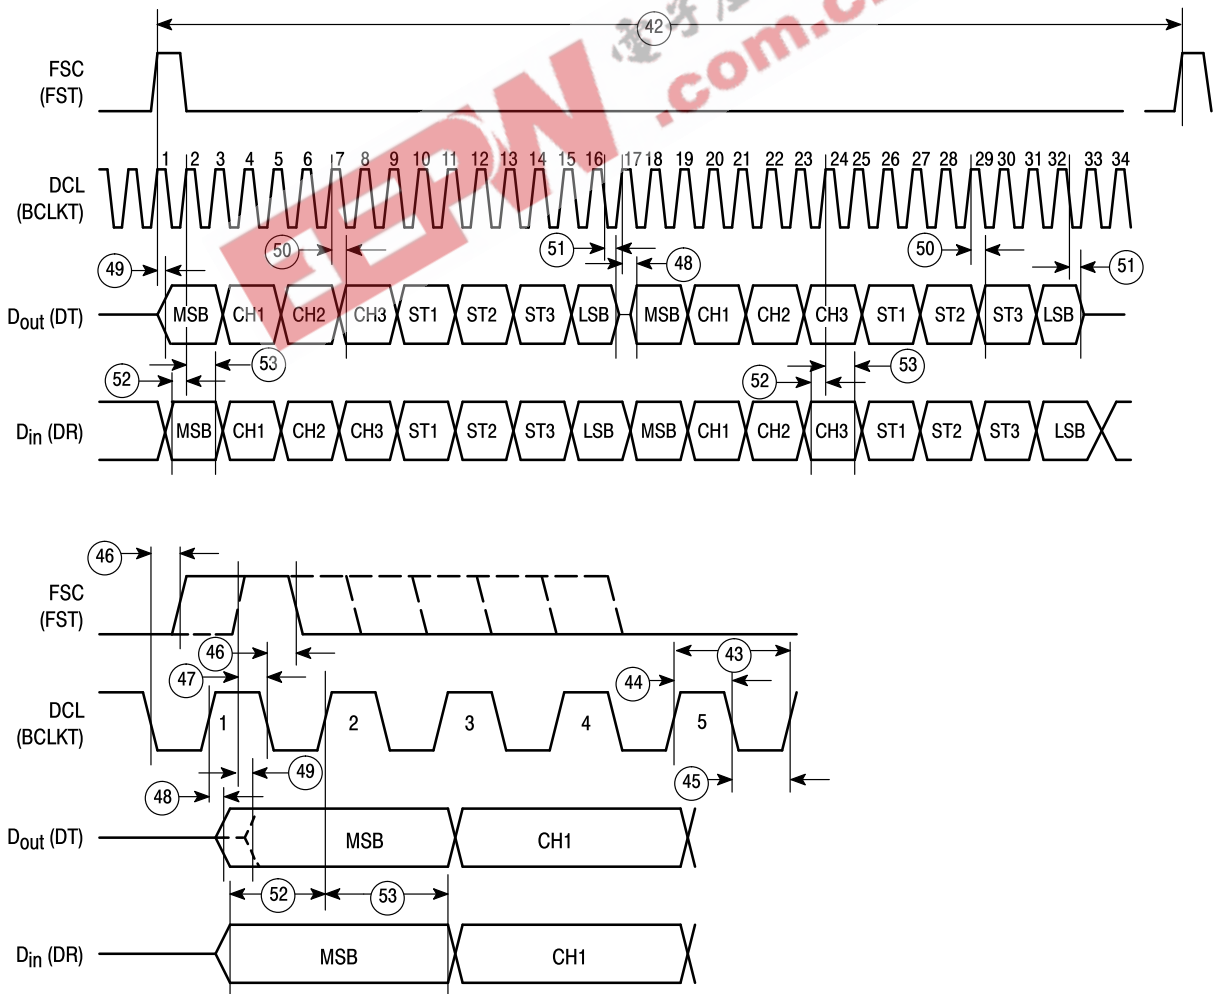 42
FSC
(FST)
1 2 3 4 5 6 7 8 9 10 11 12 13 14 15 16 17 18 19 20 21 22 23 24 25 26 27 28 29 30 31 32 33 34
DCL
(BCLKT)
EEPW
.com.c
49 50 51 48 50 51
Dout (DT) MSB CH1 CH2 CH3 ST1 ST2 ST3 LSB MSB CH1 CH2 CH3 ST1 ST2 ST3 LSB
52 53 52 53
Din (DR) MSB CH1 CH2 CH3 ST1 ST2 ST3 LSB MSB CH1 CH2 CH3 ST1 ST2 ST3 LSB
46
FSC
(FST)
46 43
47 44
DCL
(BCLKT)
1 2 3 4 5
49
48 45
Dout (DT) MSB CH1
52 53
Din (DR) MSB CH1